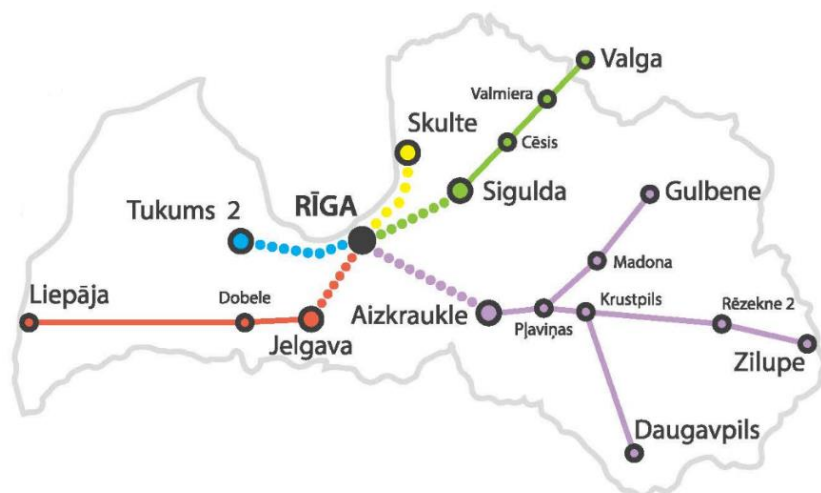 Valga
Valmiera
Skulte
Cēsis
Sigulda
Gulbene
RĪGA
Tukums 2
Madona
Liepāja
Dobele
Jelgava
Aizkraukle
Pļaviņas
Krustpils
Rēzekne 2
Zilupe
Daugavpils